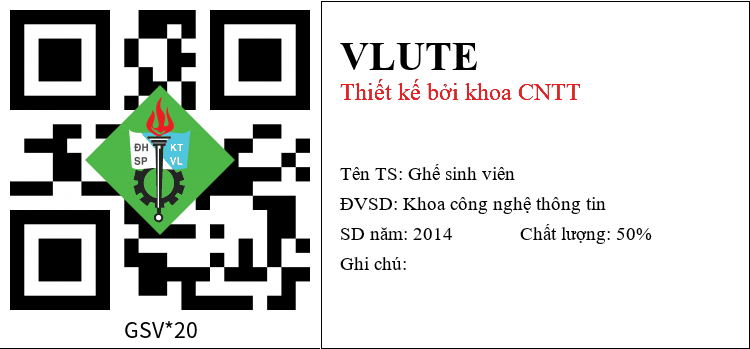 ĐH KT
SP VL
GSV*20
VLUTE
Thiết kế bởi khoa CNTT
Tên TS: Ghế sinh viên
ĐVSD: Khoa công nghệ thông tin
SD năm: 2014 Chất lượng: 50%
Ghi chú: